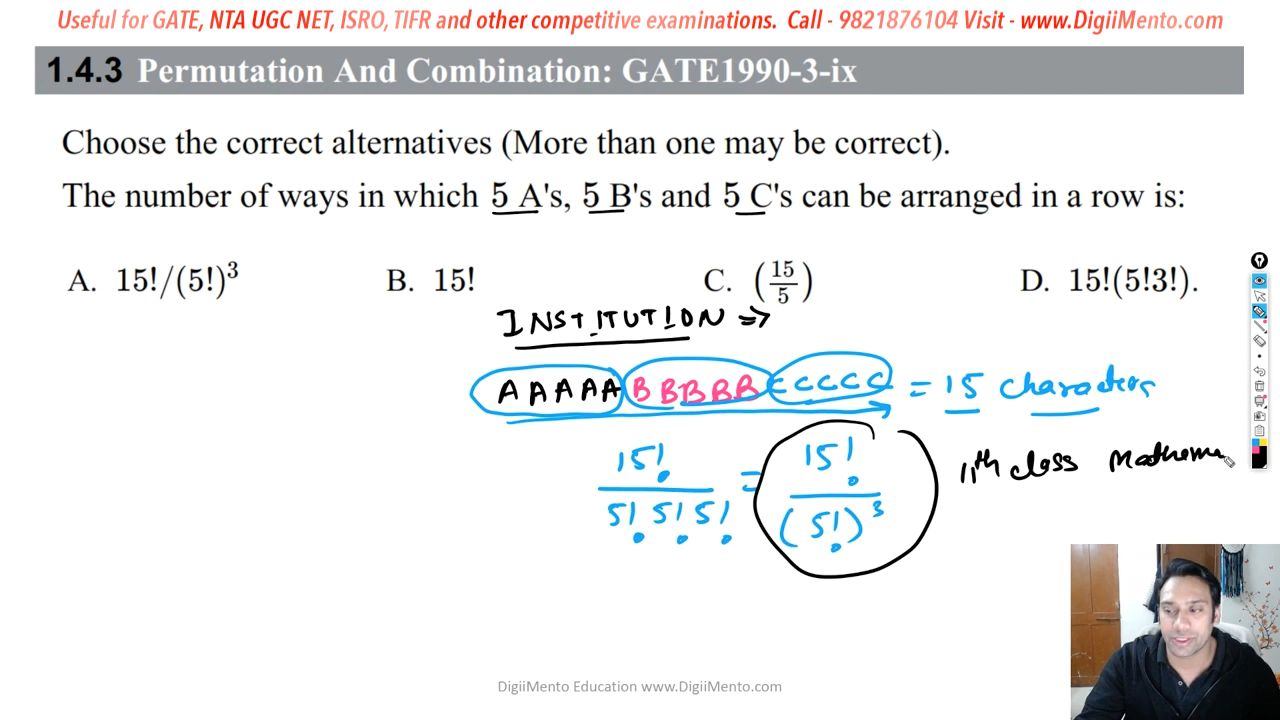 Useful for GATE, NTA UGC NET, ISRO, TIFR and other competitive examinations. Call - 9821876104 Visit - www.DigiiMento.com
1.4.3 Permutation And Combination: GATE1990-3-ix
Choose the correct alternatives (More than one may be correct).
The number of ways in which 5 A's, 5 B's and 5 C's can be arranged in a row is:
A. 15!/(5!)³ B. 15! C. (15/5) D. 15!(5!3!).
INSTITUTION ⇒
AAAAABBBBBCCCCC = 15 characters
15!/5! 5! 5! = 15!/(5!)³
11th class Mathema
DigiiMento Education www.DigiiMento.com